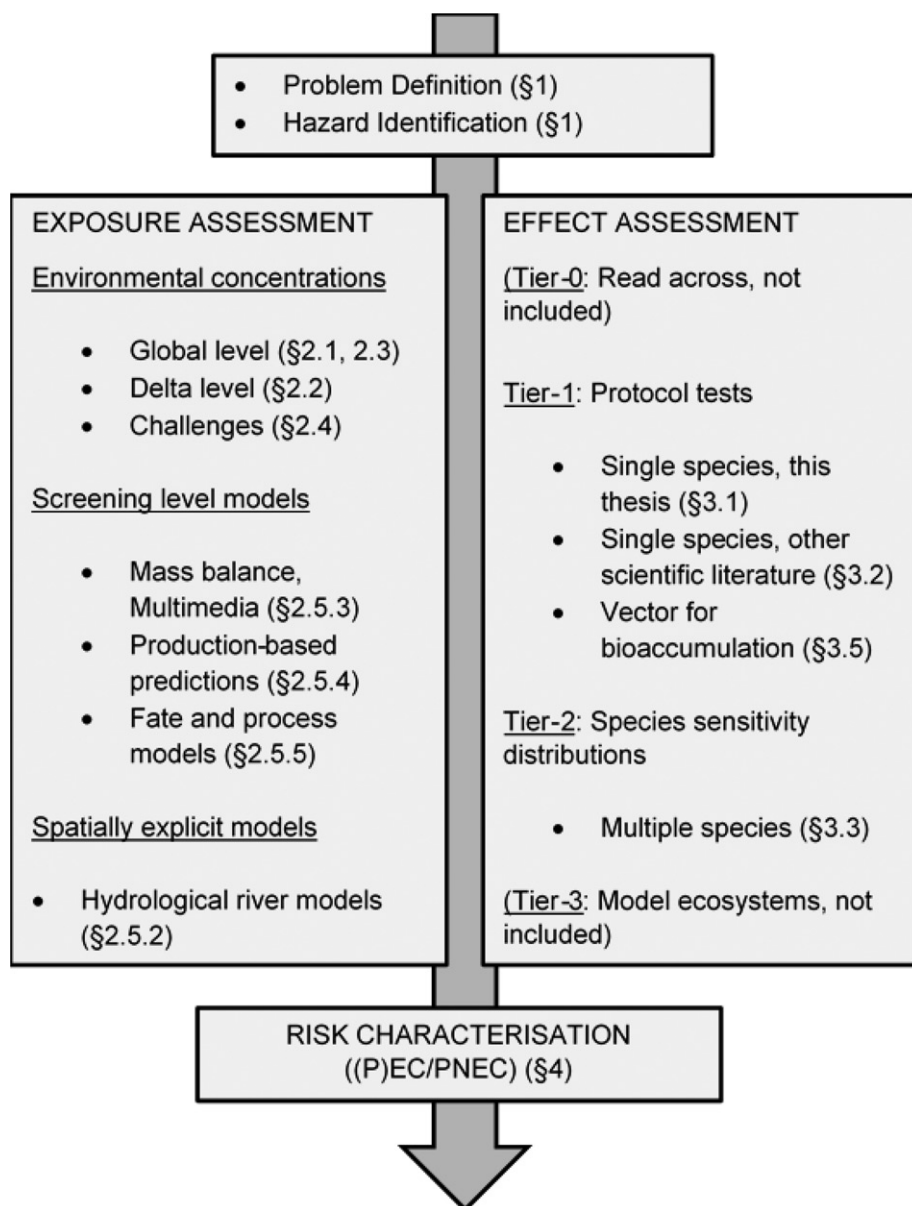 • Problem Definition (§1)
• Hazard Identification (§1)
EXPOSURE ASSESSMENT
Environmental concentrations
• Global level (§2.1, 2.3)
• Delta level (§2.2)
• Challenges (§2.4)
Screening level models
• Mass balance,
Multimedia (§2.5.3)
• Production-based
predictions (§2.5.4)
• Fate and process
models (§2.5.5)
Spatially explicit models
• Hydrological river models
(§2.5.2)
EFFECT ASSESSMENT
(Tier-0: Read across, not
included)
Tier-1: Protocol tests
• Single species, this
thesis (§3.1)
• Single species, other
scientific literature (§3.2)
• Vector for
bioaccumulation (§3.5)
Tier-2: Species sensitivity
distributions
• Multiple species (§3.3)
(Tier-3: Model ecosystems, not
included)
RISK CHARACTERISATION
((P)EC/PNEC) (§4)